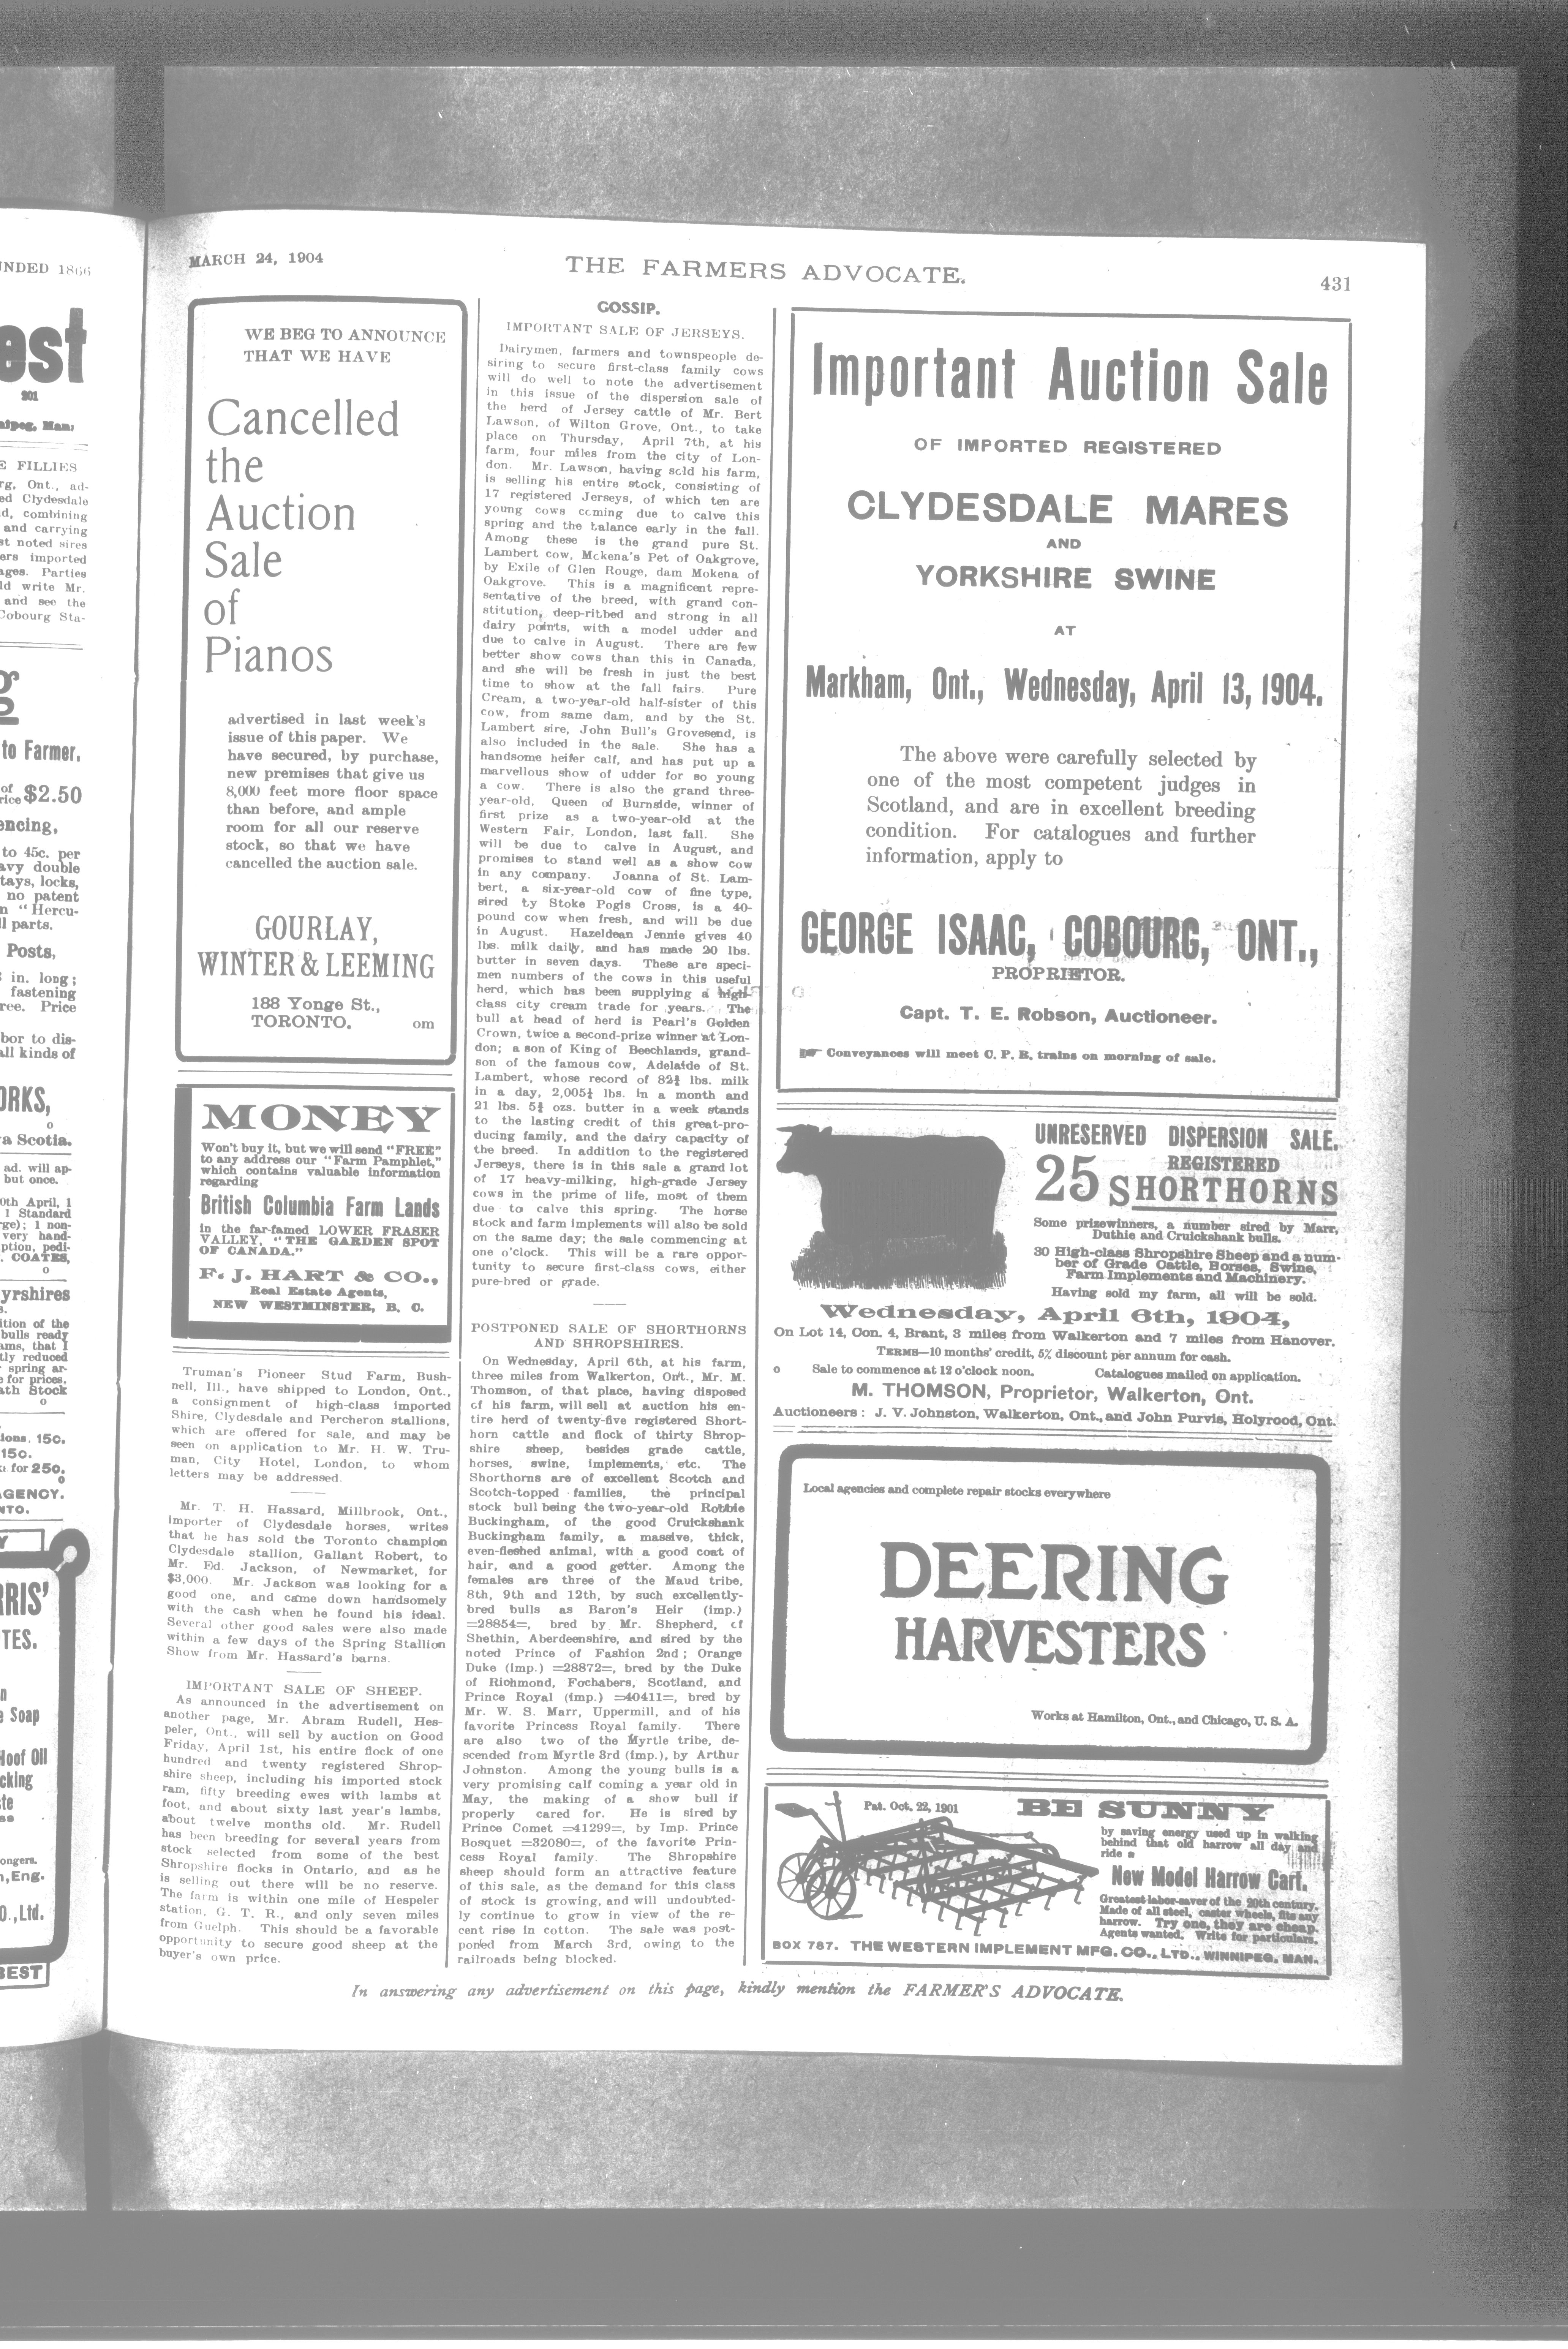 MARCH 24, 1904
THE FARMERS ADVOCATE.
431
WE BEG TO ANNOUNCE
THAT WE HAVE
Cancelled
the
Auction
Sale
of
Pianos
advertised in last week's
issue of this paper. We
have secured, by purchase,
new premises that give us
8,000 feet more floor space
than before, and ample
room for all our reserve
stock, so that we have
cancelled the auction sale.
GOURLAY,
WINTER & LEEMING
188 Yonge St.,
TORONTO. om
MONEY
Won't buy it, but we will send "FREE"
to any address our "Farm Pamphlet,"
which contains valuable information
regarding
British Columbia Farm Lands
in the far-famed LOWER FRASER
VALLEY, "THE GARDEN SPOT
OF CANADA."
F. J. HART & CO.,
Real Estate Agents,
NEW WESTMINSTER, B. C.
Truman's Pioneer Stud Farm, Bush-
nell, Ill., have shipped to London, Ont.,
a consignment of high-class imported
Shire, Clydesdale and Percheron stallions,
which are offered for sale, and may be
seen on application to Mr. H. W. Tru-
man, City Hotel, London, to whom
letters may be addressed.
Mr. T. H. Hassard, Millbrook, Ont.,
importer of Clydesdale horses, writes
that he has sold the Toronto champion
Clydesdale stallion, Gallant Robert, to
Mr. Ed. Jackson, of Newmarket, for
$3,000. Mr. Jackson was looking for a
good one, and came down handsomely
with the cash when he found his ideal.
Several other good sales were also made
within a few days of the Spring Stallion
Show from Mr. Hassard's barns.
IMPORTANT SALE OF SHEEP.
As announced in the advertisement on
another page, Mr. Abram Rudell, Hes-
peler, Ont., will sell by auction on Good
Friday, April 1st, his entire flock of one
hundred and twenty registered Shrop-
shire sheep, including his imported stock
ram, fifty breeding ewes with lambs at
foot, and about sixty last year's lambs,
about twelve months old. Mr. Rudell
has been breeding for several years from
stock selected from some of the best
Shropshire flocks in Ontario, and as he
is selling out there will be no reserve.
The farm is within one mile of Hespeler
station, G. T. R., and only seven miles
from Guelph. This should be a favorable
opportunity to secure good sheep at the
buyer's own price.
GOSSIP.
IMPORTANT SALE OF JERSEYS.
Dairymen, farmers and townspeople de-
siring to secure first-class family cows
will do well to note the advertisement
in this issue of the dispersion sale of
the herd of Jersey cattle of Mr. Bert
Lawson, of Wilton Grove, Ont., to take
place on Thursday, April 7th, at his
farm, four miles from the city of Lon-
don. Mr. Lawson, having sold his farm,
is selling his entire stock, consisting of
17 registered Jerseys, of which ten are
young cows coming due to calve this
spring and the balance early in the fall.
Among these is the grand pure St.
Lambert cow, Mckena's Pet of Oakgrove,
by Exile of Glen Rouge, dam Mokena of
Oakgrove. This is a magnificent repre-
sentative of the breed, with grand con-
stitution, deep-ribbed and strong in all
dairy points, with a model udder and
due to calve in August. There are few
better show cows than this in Canada,
and she will be fresh in just the best
time to show at the fall fairs. Pure
Cream, a two-year-old half-sister of this
cow, from same dam, and by the St.
Lambert sire, John Bull's Grovesend, is
also included in the sale. She has a
handsome heifer calf, and has put up a
marvellous show of udder for so young
a cow. There is also the grand three-
year-old, Queen of Burnside, winner of
first prize as a two-year-old at the
Western Fair, London, last fall. She
will be due to calve in August, and
promises to stand well as a show cow
in any company. Joanna of St. Lam-
bert, a six-year-old cow of fine type,
sired by Stoke Pogis Cross, is a 40-
pound cow when fresh, and will be due
in August. Hazeldean Jennie gives 40
lbs. milk daily, and has made 20 lbs.
butter in seven days. These are speci-
men numbers of the cows in this useful
herd, which has been supplying a high-
class city cream trade for years. The
bull at head of herd is Pearl's Golden
Crown, twice a second-prize winner at Lon-
don; a son of King of Beechlands, grand-
son of the famous cow, Adelaide of St.
Lambert, whose record of 82½ lbs. milk
in a day, 2,005½ lbs. in a month and
21 lbs. 5¾ ozs. butter in a week stands
to the lasting credit of this great-pro-
ducing family, and the dairy capacity of
the breed. In addition to the registered
Jerseys, there is in this sale a grand lot
of 17 heavy-milking, high-grade Jersey
cows in the prime of life, most of them
due to calve this spring. The horse
stock and farm implements will also be sold
on the same day; the sale commencing at
one o'clock. This will be a rare oppor-
tunity to secure first-class cows, either
pure-bred or grade.
POSTPONED SALE OF SHORTHORNS
AND SHROPSHIRES.
On Wednesday, April 6th, at his farm,
three miles from Walkerton, Ont., Mr. M.
Thomson, of that place, having disposed
of his farm, will sell at auction his en-
tire herd of twenty-five registered Short-
horn cattle and flock of thirty Shrop-
shire sheep, besides grade cattle,
horses, swine, implements, etc. The
Shorthorns are of excellent Scotch and
Scotch-topped families, the principal
stock bull being the two-year-old Robbie
Buckingham, of the good Cruickshank
Buckingham family, a massive, thick,
even-fleshed animal, with a good coat of
hair, and a good getter. Among the
females are three of the Maud tribe,
8th, 9th and 12th, by such excellently-
bred bulls as Baron's Heir (imp.)
=28854=, bred by Mr. Shepherd, of
Shethin, Aberdeenshire, and sired by the
noted Prince of Fashion 2nd; Orange
Duke (imp.) =28872=, bred by the Duke
of Richmond, Fochabers, Scotland, and
Prince Royal (imp.) =40411=, bred by
Mr. W. S. Marr, Uppermill, and of his
favorite Princess Royal family. There
are also two of the Myrtle tribe, de-
scended from Myrtle 3rd (imp.), by Arthur
Johnston. Among the young bulls is a
very promising calf coming a year old in
May, the making of a show bull if
properly cared for. He is sired by
Prince Comet =41299=, by Imp. Prince
Bosquet =32080=, of the favorite Prin-
cess Royal family. The Shropshire
sheep should form an attractive feature
of this sale, as the demand for this class
of stock is growing, and will undoubted-
ly continue to grow in view of the re-
cent rise in cotton. The sale was post-
poned from March 3rd, owing to the
railroads being blocked.
Important Auction Sale
OF IMPORTED REGISTERED
CLYDESDALE MARES
AND
YORKSHIRE SWINE
AT
Markham, Ont., Wednesday, April 13, 1904.
The above were carefully selected by
one of the most competent judges in
Scotland, and are in excellent breeding
condition. For catalogues and further
information, apply to
GEORGE ISAAC, COBOURG, ONT.,
PROPRIETOR.
Capt. T. E. Robson, Auctioneer.
☞ Conveyances will meet C. P. R. trains on morning of sale.
UNRESERVED DISPERSION SALE.
REGISTERED
25 SHORTHORNS
Some prizewinners, a number sired by Marr,
Duthie and Cruickshank bulls.
30 High-class Shropshire Sheep and a num-
ber of Grade Cattle, Horses, Swine,
Farm Implements and Machinery.
Having sold my farm, all will be sold.
Wednesday, April 6th, 1904,
On Lot 14, Con. 4, Brant, 3 miles from Walkerton and 7 miles from Hanover.
TERMS—10 months' credit, 5% discount per annum for cash.
o Sale to commence at 12 o'clock noon. Catalogues mailed on application.
M. THOMSON, Proprietor, Walkerton, Ont.
Auctioneers: J. V. Johnston, Walkerton, Ont., and John Purvis, Holyrood, Ont.
Local agencies and complete repair stocks everywhere
DEERING
HARVESTERS
Works at Hamilton, Ont., and Chicago, U. S. A.
Pat. Oct. 22, 1901
BE SUNNY
by saving energy used up in walking
behind that old harrow all day and
ride a
New Model Harrow Cart.
Greatest labor-saver of the 20th century.
Made of all steel, caster wheels, fits any
harrow. Try one, they are cheap.
Agents wanted. Write for particulars.
BOX 787. THE WESTERN IMPLEMENT MFG. CO., LTD., WINNIPEG, MAN.
In answering any advertisement on this page, kindly mention the FARMER'S ADVOCATE.